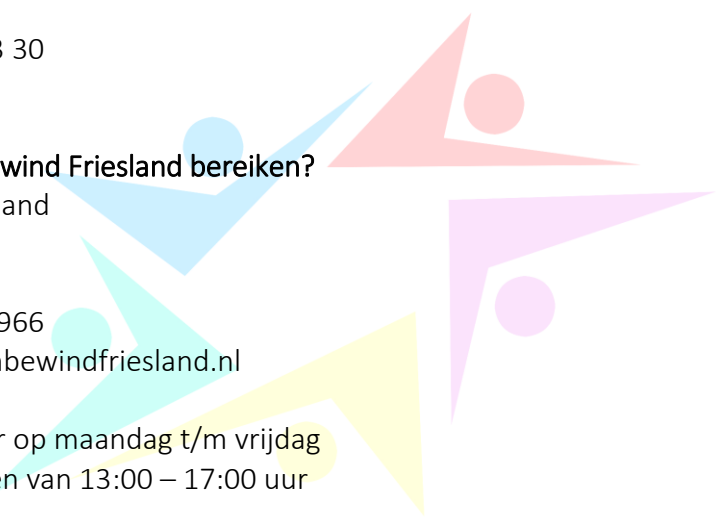 3 30
wind Friesland bereiken?
and
966
bewindfriesland.nl
r op maandag t/m vrijdag
en van 13:00 – 17:00 uur